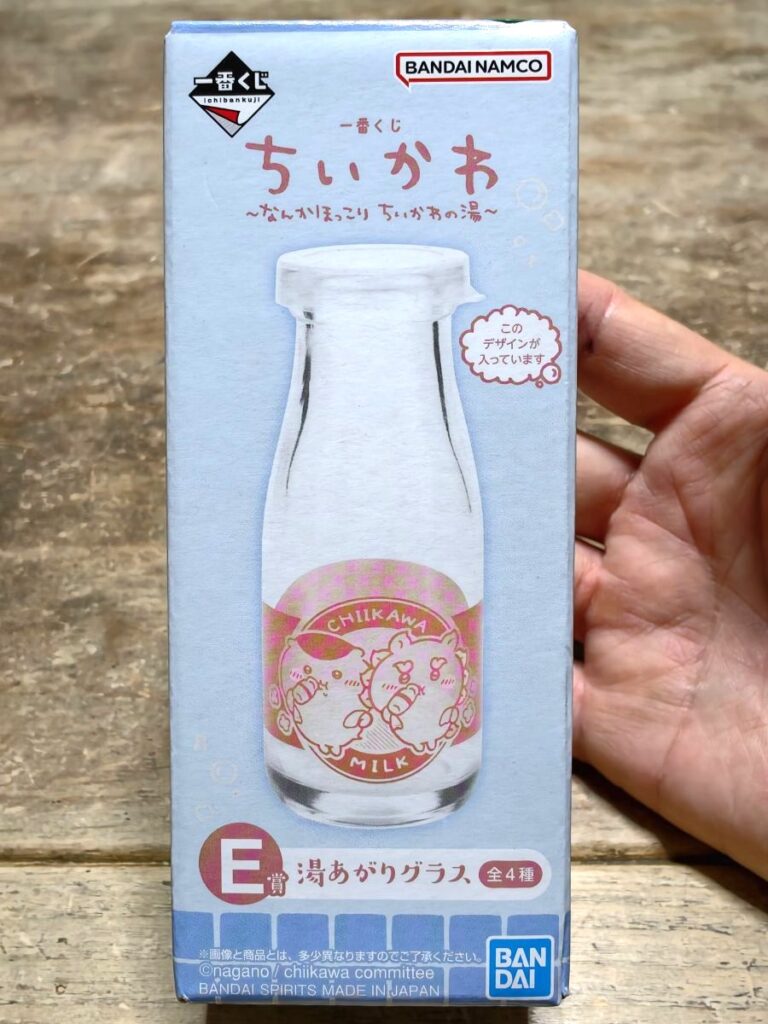 一番くじ
ichibankuji
BANDAI NAMCO
一番くじ
ちいかわ
～なんかほっこり ちいかわの湯～
この
デザインが
入っています
CHIIKAWA
MILK
E賞 湯あがりグラス 全4種
※画像と商品とは、多少異なりますのでご了承ください。
©nagano / chiikawa committee
BANDAI SPIRITS MADE IN JAPAN
BAN
DAI